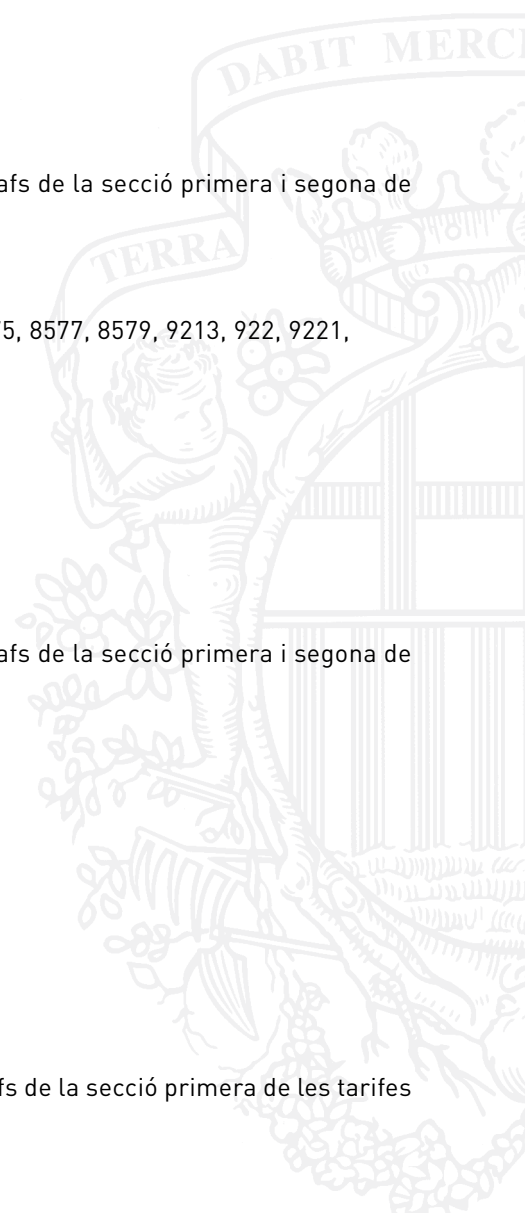 DABIT MERC
afs de la secció primera i segona de
TERRA
5, 8577, 8579, 9213, 922, 9221,
afs de la secció primera i segona de
fs de la secció primera de les tarifes